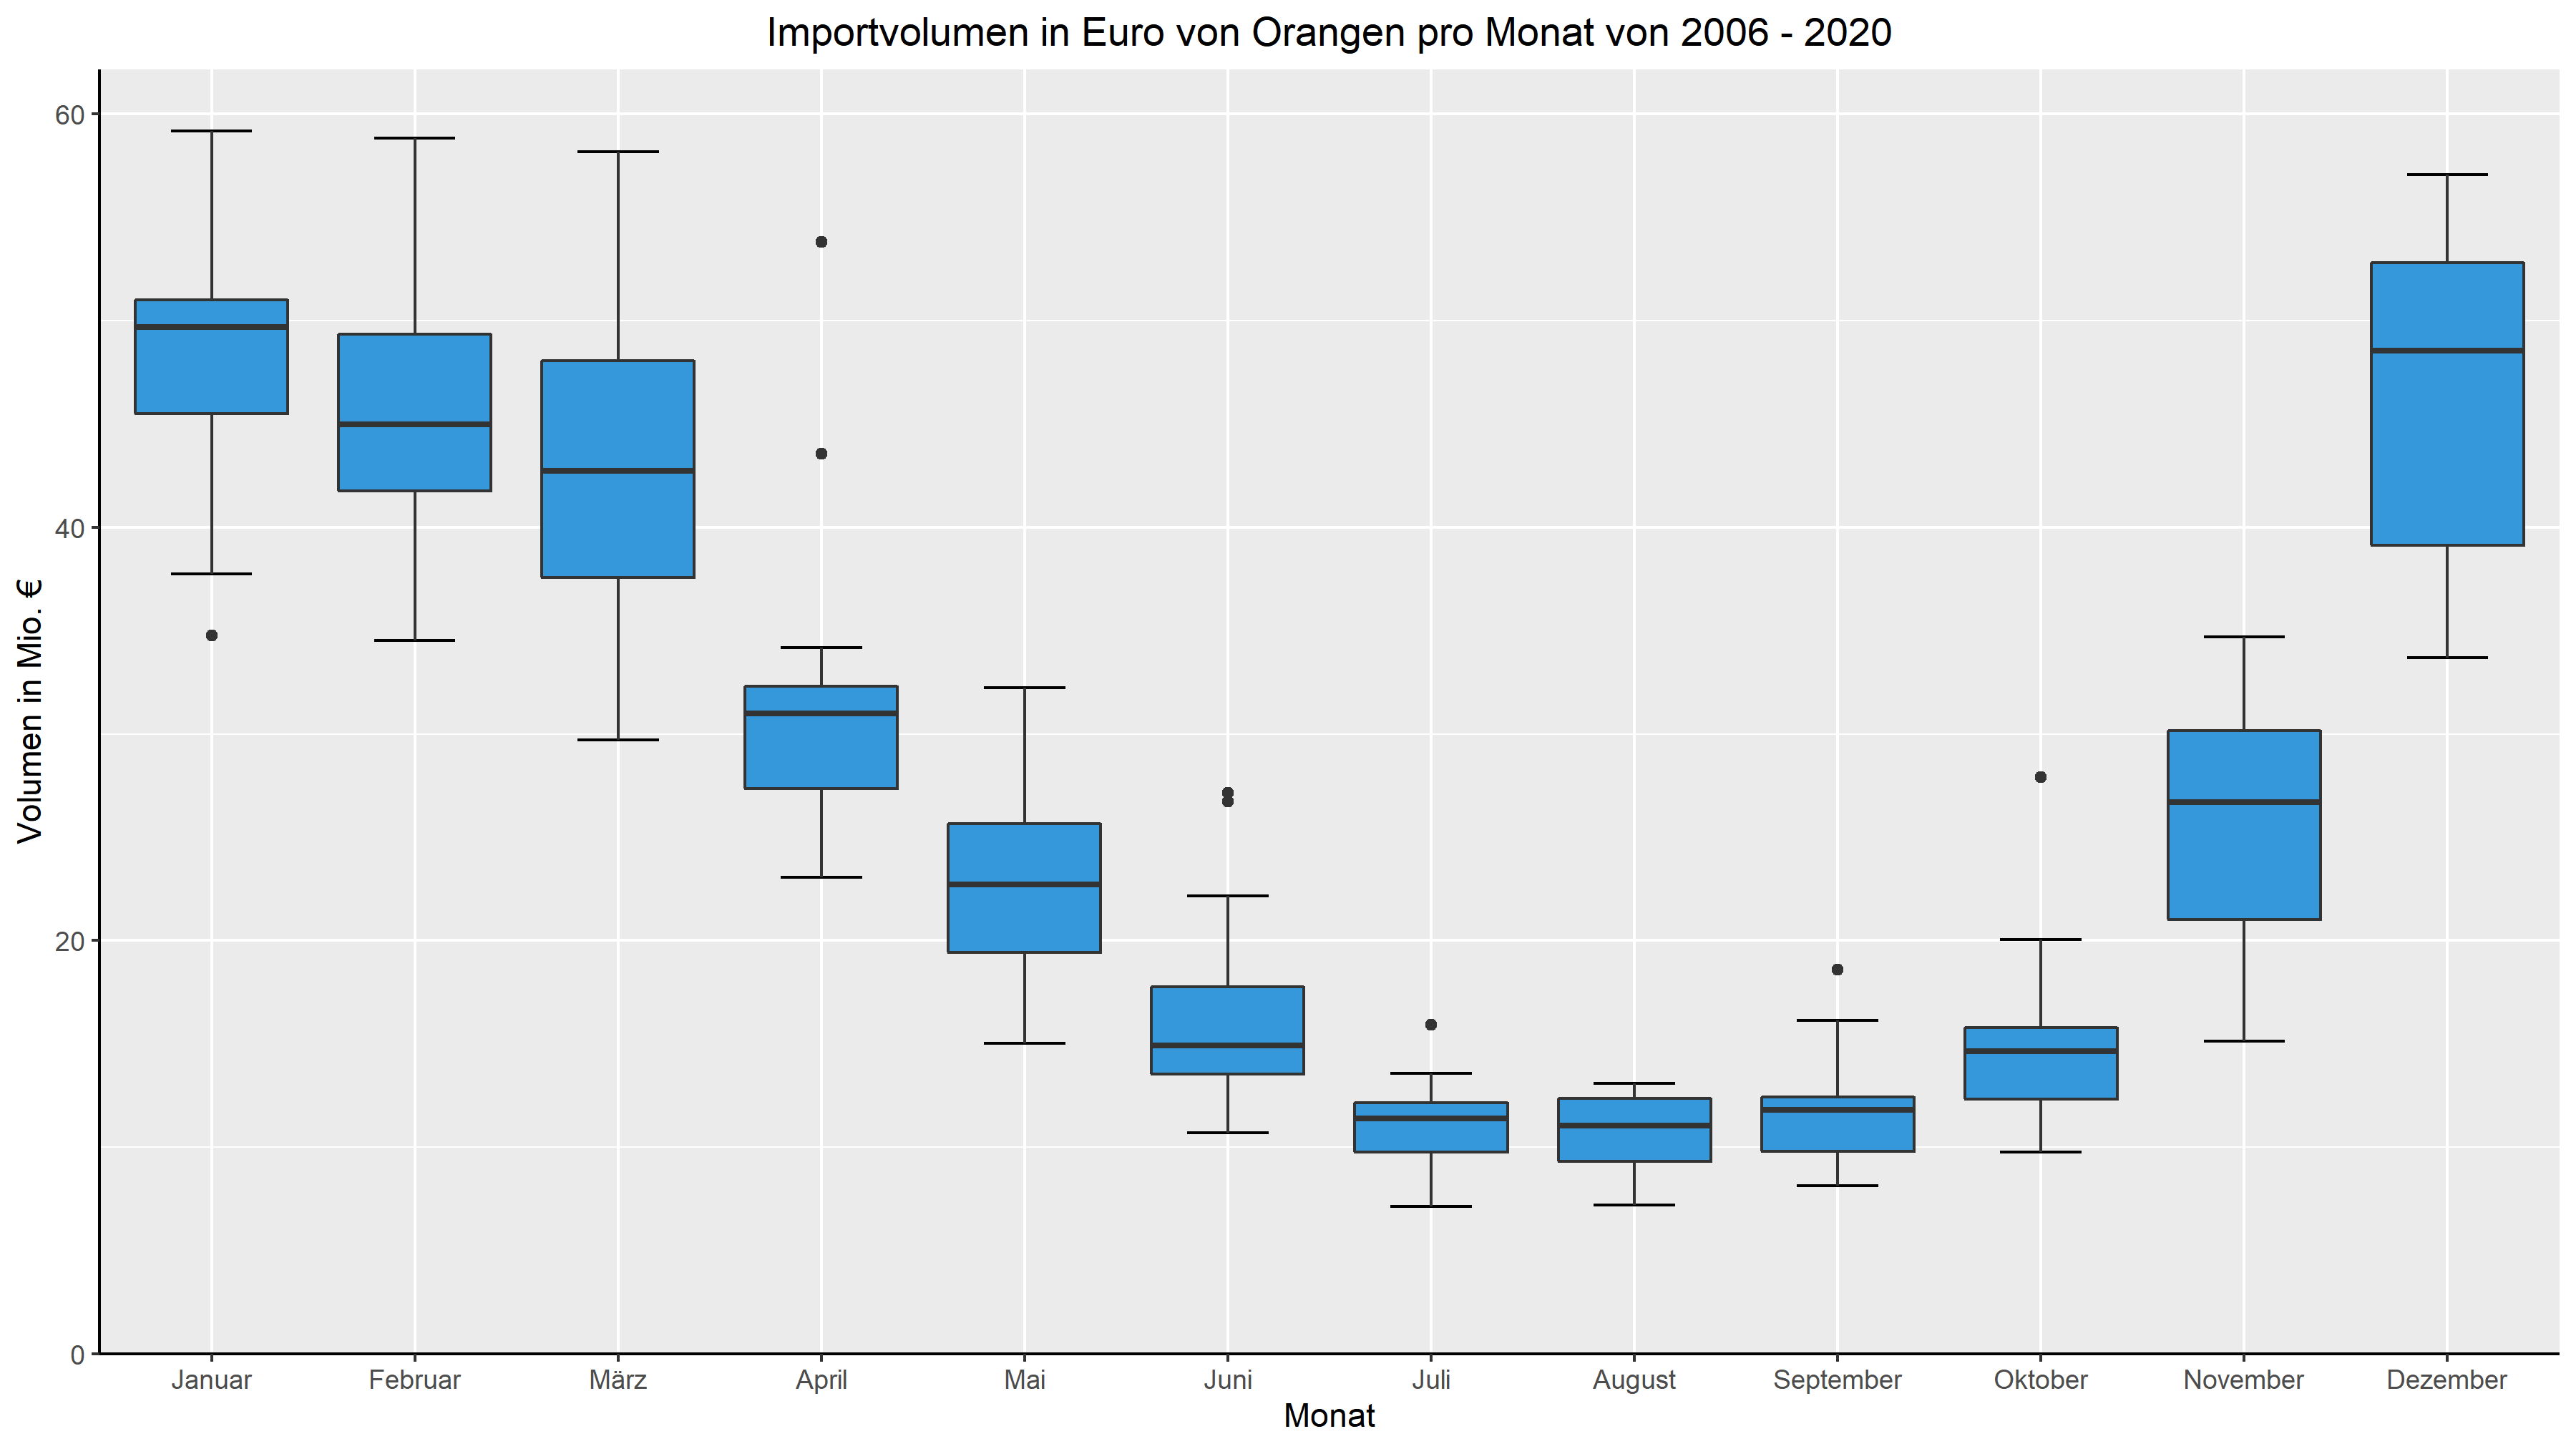 Importvolumen in Euro von Orangen pro Monat von 2006 - 2020
Volumen in Mio. €
60
40
20
0
Januar Februar März April Mai Juni Juli August September Oktober November Dezember
Monat